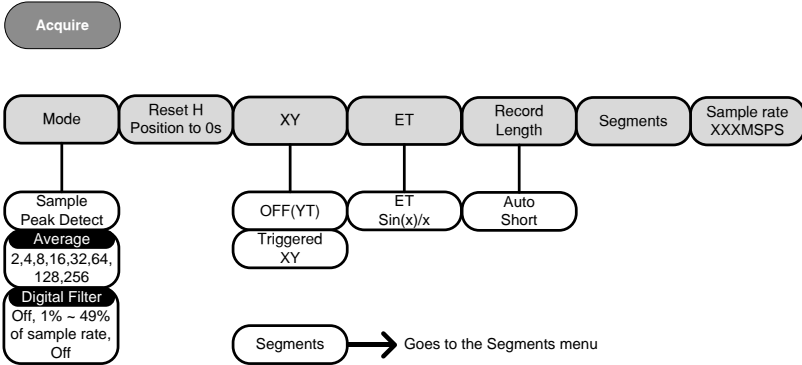 Acquire
Mode
Reset H
Position to 0s
XY
ET
Record
Length
Segments
Sample rate
XXXMSPS
Sample
Peak Detect
Average
2,4,8,16,32,64,
128,256
Digital Filter
Off, 1% ~ 49%
of sample rate,
Off
OFF(YT)
Triggered
XY
ET
Sin(x)/x
Auto
Short
Segments
Goes to the Segments menu